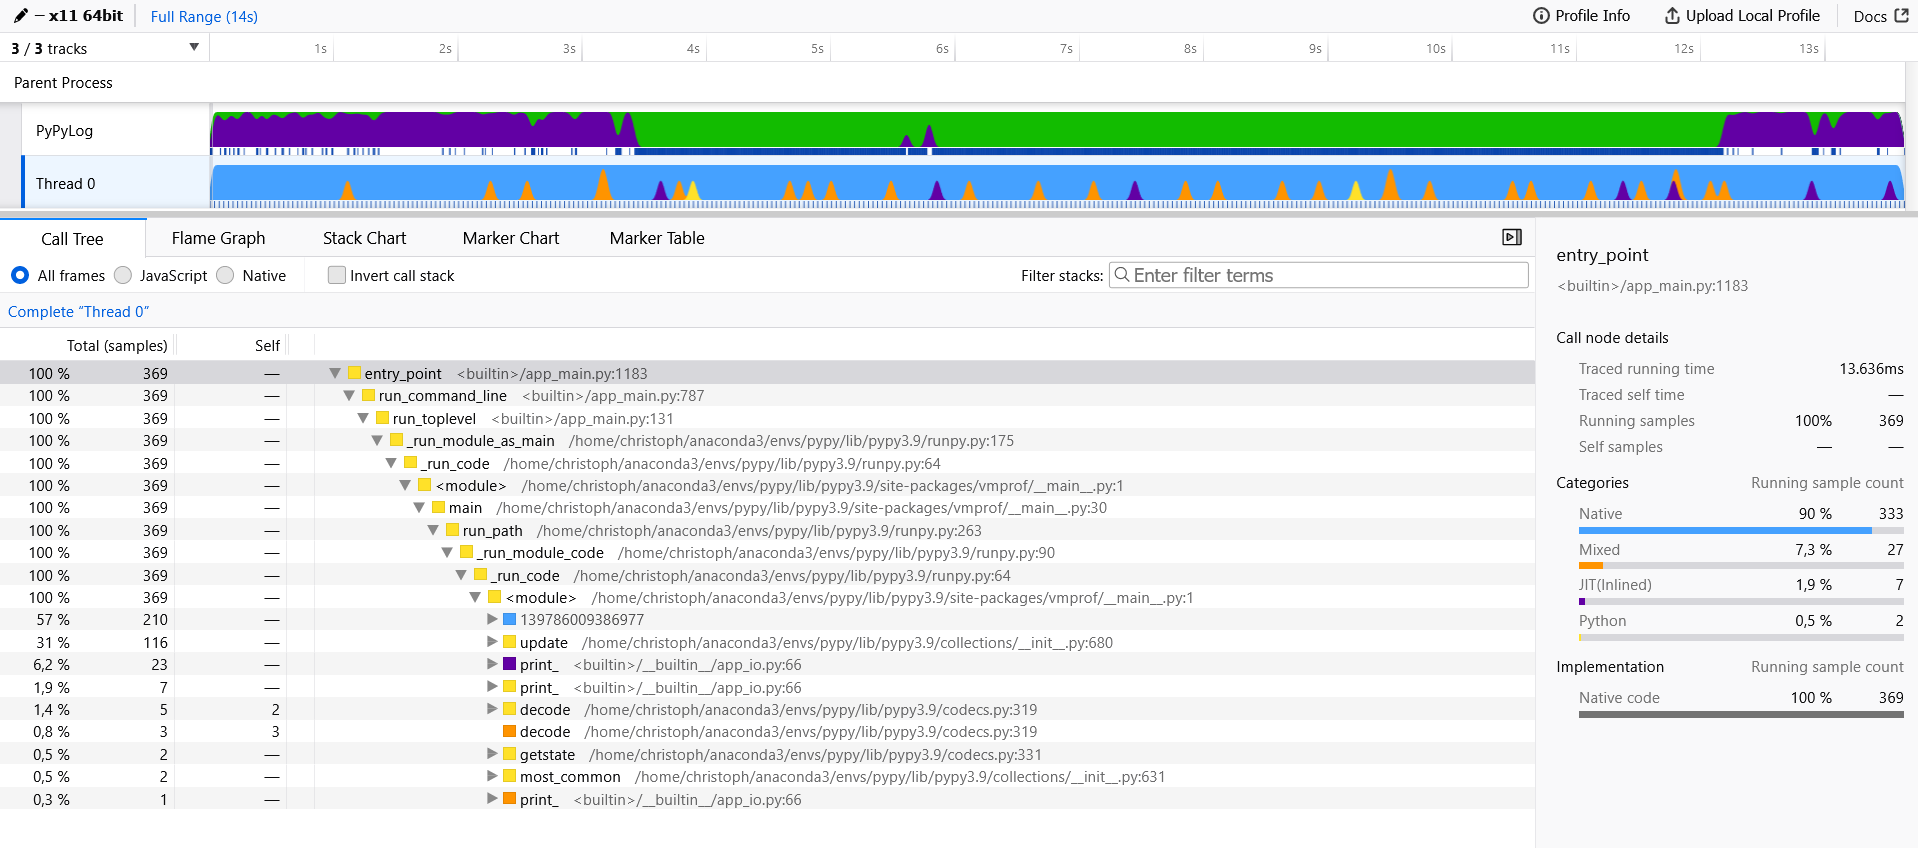 – x11 64bit Full Range (14s) Profile Info Upload Local Profile Docs
3 / 3 tracks 1s 2s 3s 4s 5s 6s 7s 8s 9s 10s 11s 12s 13s
Parent Process
PyPyLog
Thread 0
Call Tree Flame Graph Stack Chart Marker Chart Marker Table
All frames JavaScript Native Invert call stack Filter stacks: Enter filter terms
Complete “Thread 0”
Total (samples) Self
100 % 369 — entry_point <builtin>/app_main.py:1183
100 % 369 — run_command_line <builtin>/app_main.py:787
100 % 369 — run_toplevel <builtin>/app_main.py:131
100 % 369 — _run_module_as_main /home/christoph/anaconda3/envs/pypy/lib/pypy3.9/runpy.py:175
100 % 369 — _run_code /home/christoph/anaconda3/envs/pypy/lib/pypy3.9/runpy.py:64
100 % 369 — <module> /home/christoph/anaconda3/envs/pypy/lib/pypy3.9/site-packages/vmprof/__main__.py:1
100 % 369 — main /home/christoph/anaconda3/envs/pypy/lib/pypy3.9/site-packages/vmprof/__main__.py:30
100 % 369 — run_path /home/christoph/anaconda3/envs/pypy/lib/pypy3.9/runpy.py:263
100 % 369 — _run_module_code /home/christoph/anaconda3/envs/pypy/lib/pypy3.9/runpy.py:90
100 % 369 — _run_code /home/christoph/anaconda3/envs/pypy/lib/pypy3.9/runpy.py:64
100 % 369 — <module> /home/christoph/anaconda3/envs/pypy/lib/pypy3.9/site-packages/vmprof/__main__.py:1
57 % 210 — 139786009386977
31 % 116 — update /home/christoph/anaconda3/envs/pypy/lib/pypy3.9/collections/__init__.py:680
6,2 % 23 — print_ <builtin>/__builtin__/app_io.py:66
1,9 % 7 — print_ <builtin>/__builtin__/app_io.py:66
1,4 % 5 2 decode /home/christoph/anaconda3/envs/pypy/lib/pypy3.9/codecs.py:319
0,8 % 3 3 decode /home/christoph/anaconda3/envs/pypy/lib/pypy3.9/codecs.py:319
0,5 % 2 — getstate /home/christoph/anaconda3/envs/pypy/lib/pypy3.9/codecs.py:331
0,5 % 2 — most_common /home/christoph/anaconda3/envs/pypy/lib/pypy3.9/collections/__init__.py:631
0,3 % 1 — print_ <builtin>/__builtin__/app_io.py:66
entry_point
<builtin>/app_main.py:1183
Call node details
Traced running time 13.636ms
Traced self time —
Running samples 100% 369
Self samples — —
Categories Running sample count
Native 90 % 333
Mixed 7,3 % 27
JIT(Inlined) 1,9 % 7
Python 0,5 % 2
Implementation Running sample count
Native code 100 % 369